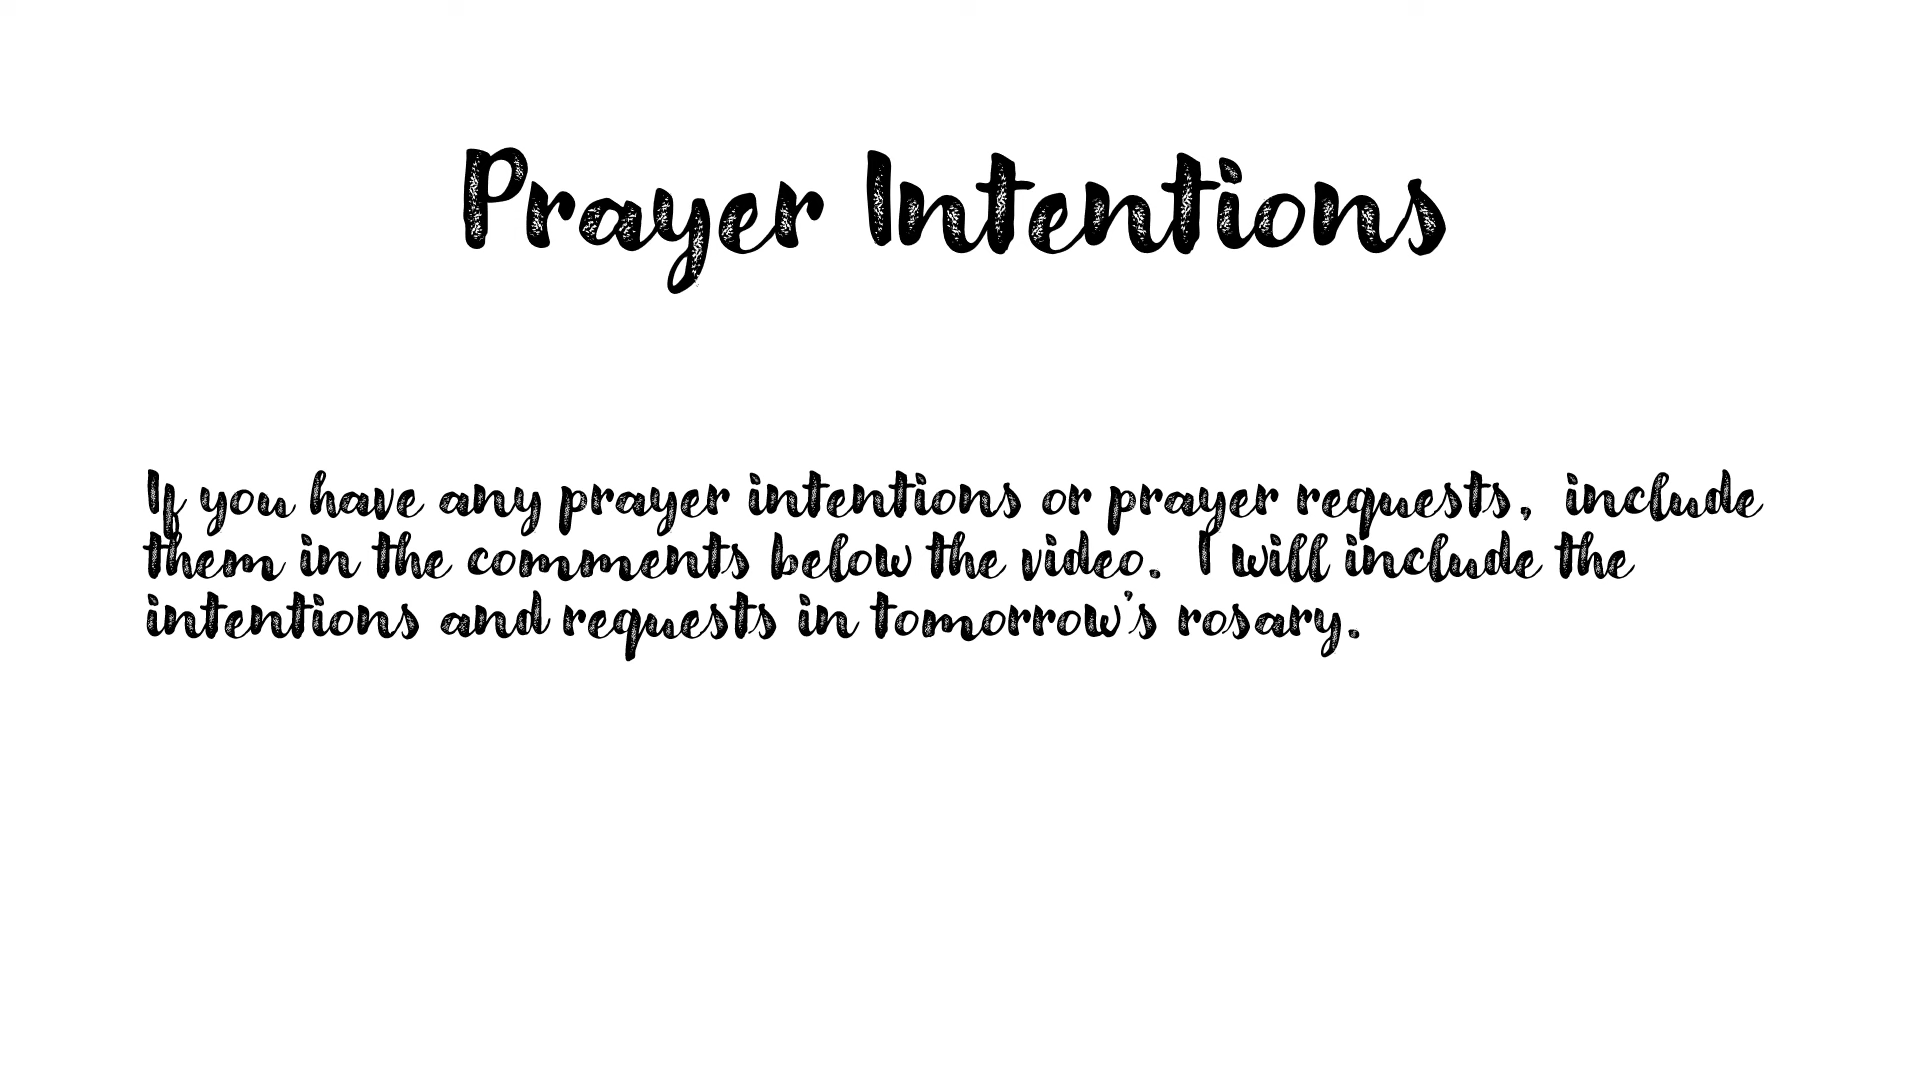 Prayer Intentions
If you have any prayer intentions or prayer requests, include
them in the comments below the video. I will include the
intentions and requests in tomorrow's rosary.